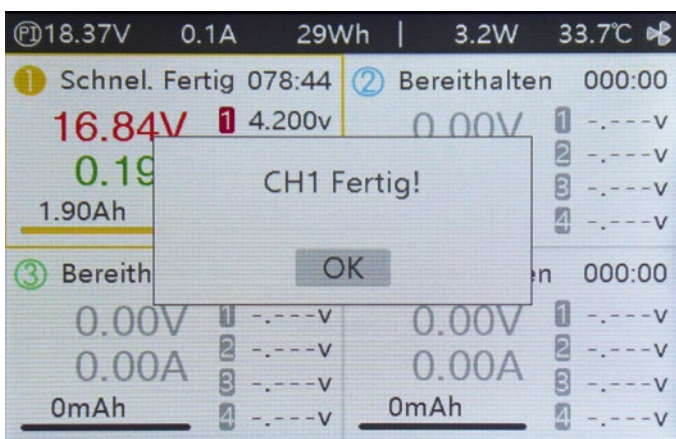 PD 18.37V 0.1A 29Wh | 3.2W 33.7℃
1 Schnel. Fertig 078:44
16.84V 1 4.200v
0.19
1.90Ah
2 Bereithalten 000:00
0.00V 1 -.---v
2 -.---v
3 -.---v
4 -.---v
CH1 Fertig!
OK
3 Bereith
0.00V 1 -.---v
0.00A 2 -.---v
3 -.---v
0mAh 4 -.---v
en 000:00
0.00V 1 -.---v
0.00A 2 -.---v
3 -.---v
0mAh 4 -.---v